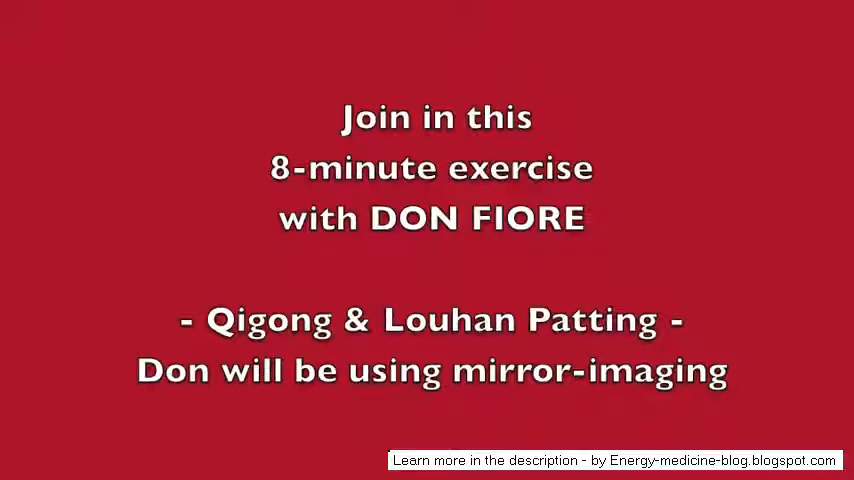 Join in this
8-minute exercise
with DON FIORE
- Qigong & Louhan Patting -
Don will be using mirror-imaging
Learn more in the description - by Energy-medicine-blog.blogspot.com